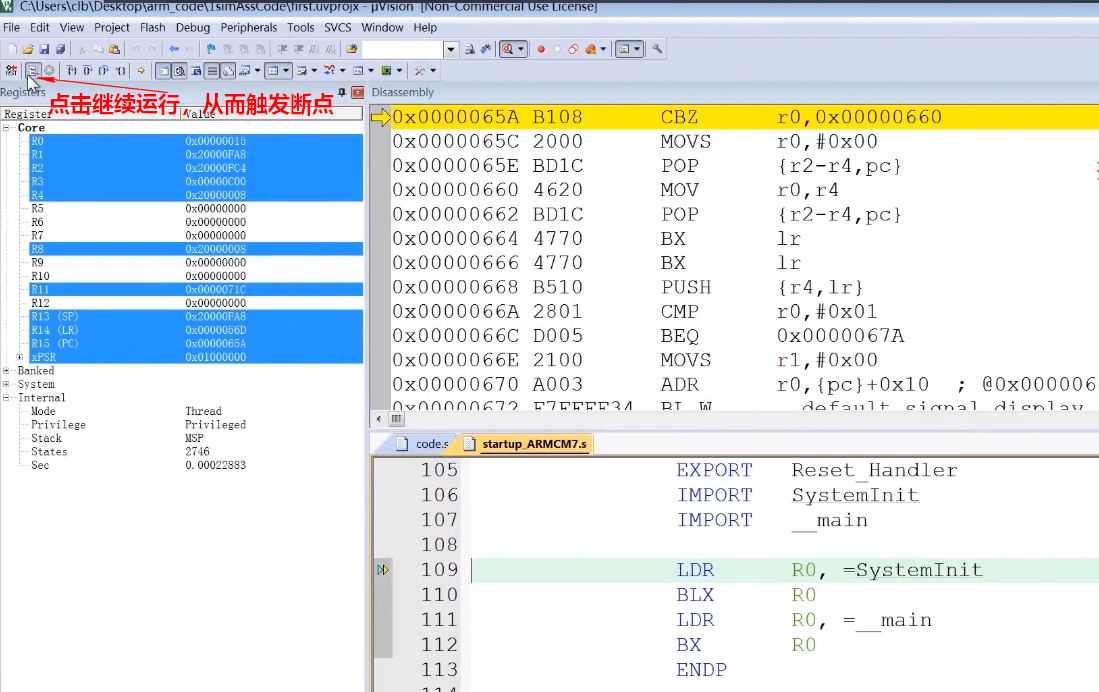 C:\Users\clb\Desktop\arm_code\1simAssCode\first.uvprojx - µVision [Non-Commercial Use License]
File Edit View Project Flash Debug Peripherals Tools SVCS Window Help
Registers
点击继续运行，从而触发断点
Register Value
Core
R0 0x00000015
R1 0x20000FA8
R2 0x20000FC4
R3 0x00000C00
R4 0x20000008
R5 0x00000000
R6 0x00000000
R7 0x00000000
R8 0x20000008
R9 0x00000000
R10 0x00000000
R11 0x0000071C
R12 0x00000000
R13 (SP) 0x20000FA8
R14 (LR) 0x0000056D
R15 (PC) 0x0000065A
xPSR 0x01000000
Banked
System
Internal
Mode Thread
Privilege Privileged
Stack MSP
States 2746
Sec 0.00022883
Disassembly
0x0000065A B108 CBZ r0,0x00000660
0x0000065C 2000 MOVS r0,#0x00
0x0000065E BD1C POP {r2-r4,pc}
0x00000660 4620 MOV r0,r4
0x00000662 BD1C POP {r2-r4,pc}
0x00000664 4770 BX lr
0x00000666 4770 BX lr
0x00000668 B510 PUSH {r4,lr}
0x0000066A 2801 CMP r0,#0x01
0x0000066C D005 BEQ 0x0000067A
0x0000066E 2100 MOVS r1,#0x00
0x00000670 A003 ADR r0,{pc}+0x10 ; @0x0000068
0x00000672 F7FFFF34 BL.W __default_signal_display
code.s startup_ARMCM7.s
105 EXPORT Reset_Handler
106 IMPORT SystemInit
107 IMPORT __main
108
109 LDR R0, =SystemInit
110 BLX R0
111 LDR R0, =__main
112 BX R0
113 ENDP